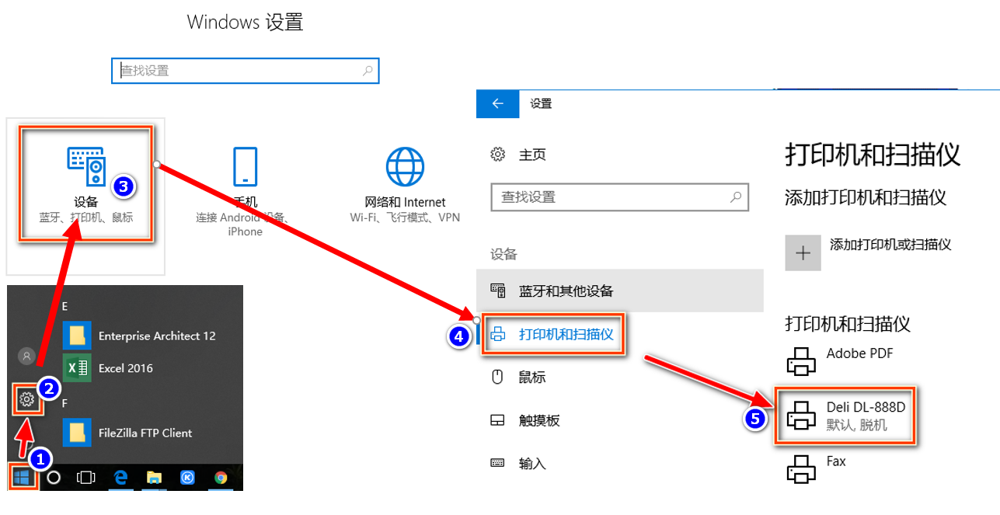 Windows 设置
查找设置
设备
蓝牙、打印机、鼠标
3
手机
连接 Android 设备、
iPhone
网络和 Internet
Wi-Fi、飞行模式、VPN
E
Enterprise Architect 12
Excel 2016
2
F
FileZilla FTP Client
1
设置
主页
查找设置
设备
蓝牙和其他设备
4
打印机和扫描仪
鼠标
触摸板
输入
打印机和扫描仪
添加打印机和扫描仪
添加打印机或扫描仪
打印机和扫描仪
Adobe PDF
5
Deli DL-888D
默认, 脱机
Fax